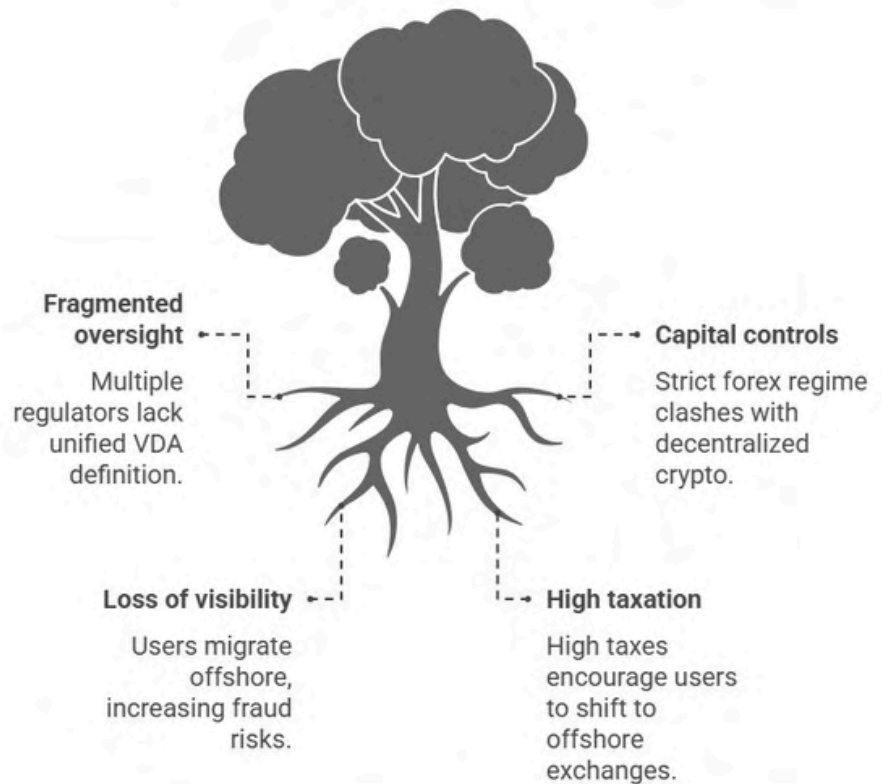 Fragmented
oversight
Multiple
regulators lack
unified VDA
definition.
Capital controls
Strict forex regime
clashes with
decentralized
crypto.
Loss of visibility
Users migrate
offshore,
increasing fraud
risks.
High taxation
High taxes
encourage users
to shift to
offshore
exchanges.